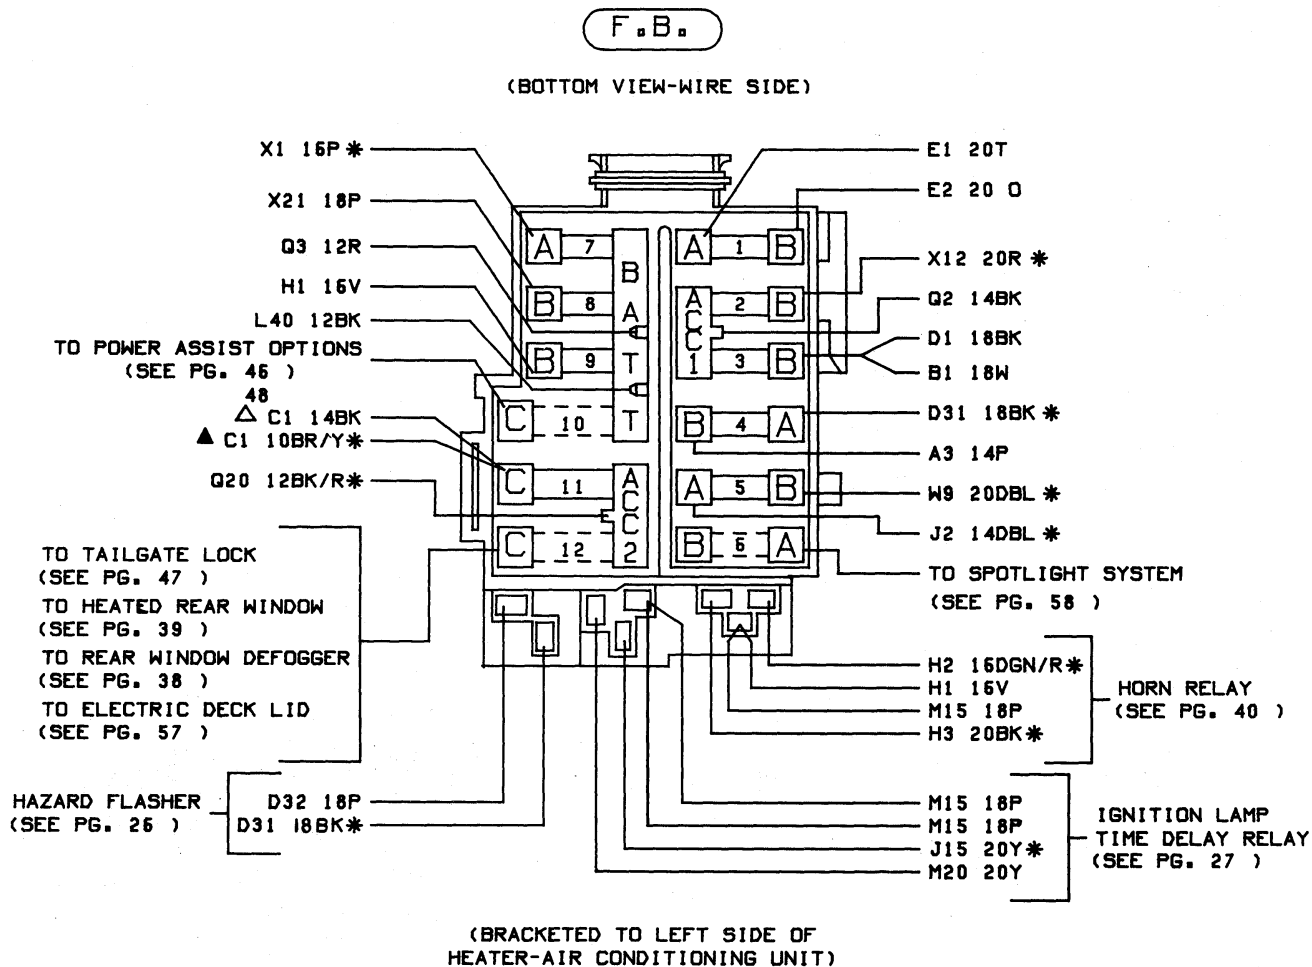 F.B.
(BOTTOM VIEW-WIRE SIDE)
X1 16P*
X21 18P
Q3 12R
H1 16V
L40 12BK
TO POWER ASSIST OPTIONS
(SEE PG. 46 )
48
△ C1 14BK
▲ C1 10BR/Y*
Q20 12BK/R*
TO TAILGATE LOCK
(SEE PG. 47 )
TO HEATED REAR WINDOW
(SEE PG. 39 )
TO REAR WINDOW DEFOGGER
(SEE PG. 38 )
TO ELECTRIC DECK LID
(SEE PG. 57 )
HAZARD FLASHER
(SEE PG. 26 )
D32 18P
D31 18BK*
A 7
B 8
B 9
C 10
BATT
C 11
C 12
ACC2
A 1 B
2 B
3 B
ACC1
B 4 A
A 5 B
B 6 A
E1 20T
E2 20 O
X12 20R *
Q2 14BK
D1 18BK
B1 18W
D31 18BK *
A3 14P
W9 20DBL *
J2 14DBL *
TO SPOTLIGHT SYSTEM
(SEE PG. 58 )
H2 16DGN/R*
H1 16V
M15 18P
H3 20BK*
HORN RELAY
(SEE PG. 40 )
M15 18P
M15 18P
J15 20Y*
M20 20Y
IGNITION LAMP
TIME DELAY RELAY
(SEE PG. 27 )
(BRACKETED TO LEFT SIDE OF
HEATER-AIR CONDITIONING UNIT)